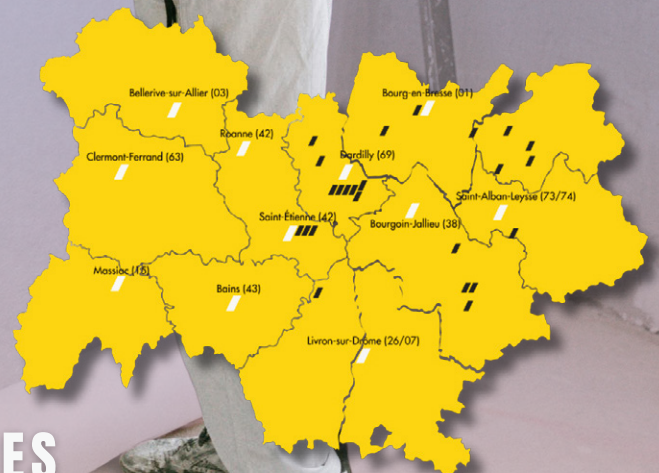 Bellerive-sur-Allier (03)
Bourg-en-Bresse (01)
Roanne (42)
Clermont-Ferrand (63)
Dardilly (69)
Saint-Alban-Leysse (73/74)
Saint-Étienne (42)
Bourgoin-Jallieu (38)
Massiac (15)
Bains (43)
Livron-sur-Drôme (26/07)
ES